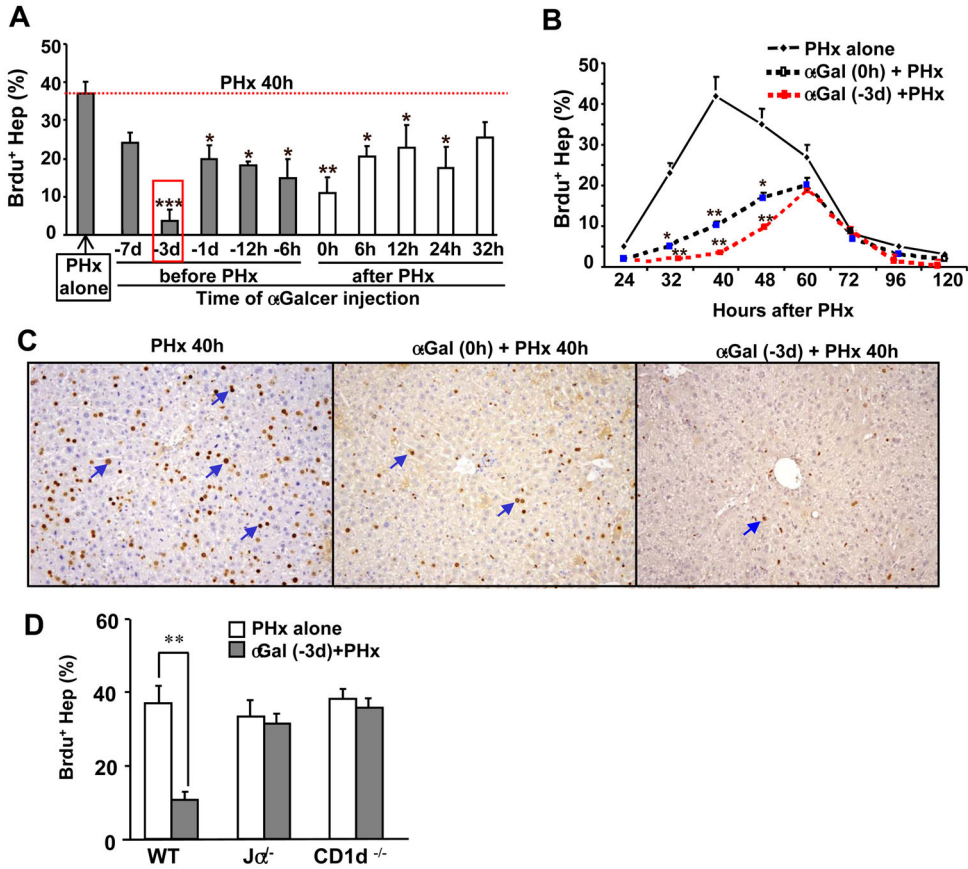 A
Brdu⁺ Hep (%)
50
40
30
20
10
0
PHx 40h
*** * * * ** * * *
PHx alone
-7d -3d -1d -12h -6h 0h 6h 12h 24h 32h
before PHx after PHx
Time of αGalcer injection
B
Brdu⁺ Hep (%)
50
40
30
20
10
0
PHx alone
αGal (0h) + PHx
αGal (-3d) +PHx
* ** *
** ** **
24 32 40 48 60 72 96 120
Hours after PHx
C
PHx 40h
αGal (0h) + PHx 40h
αGal (-3d) + PHx 40h
D
Brdu⁺ Hep (%)
60
40
20
0
PHx alone
αGal (-3d)+PHx
**
WT Jα⁻/⁻ CD1d ⁻/⁻